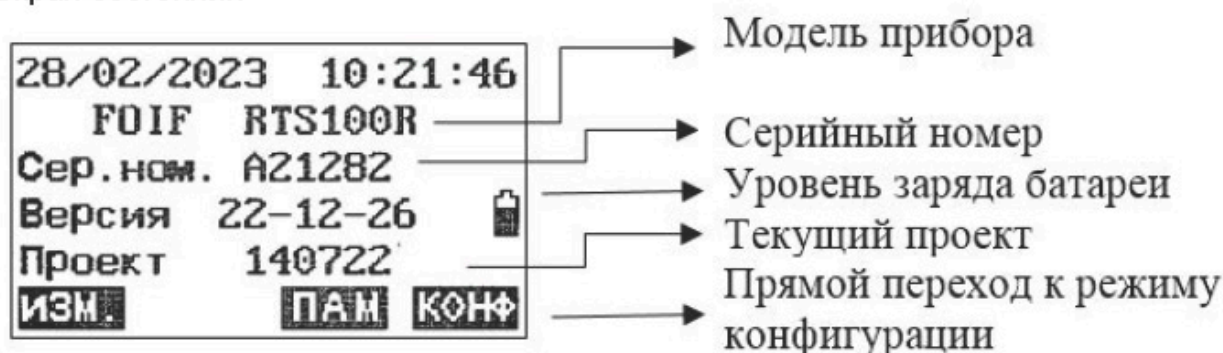 28/02/2023 10:21:46
FOIF RTS100R
Сер.ном. A21282
Версия 22-12-26
Проект 140722
ИЗМ. ПАМ КОНФ
Модель прибора
Серийный номер
Уровень заряда батареи
Текущий проект
Прямой переход к режиму
конфигурации